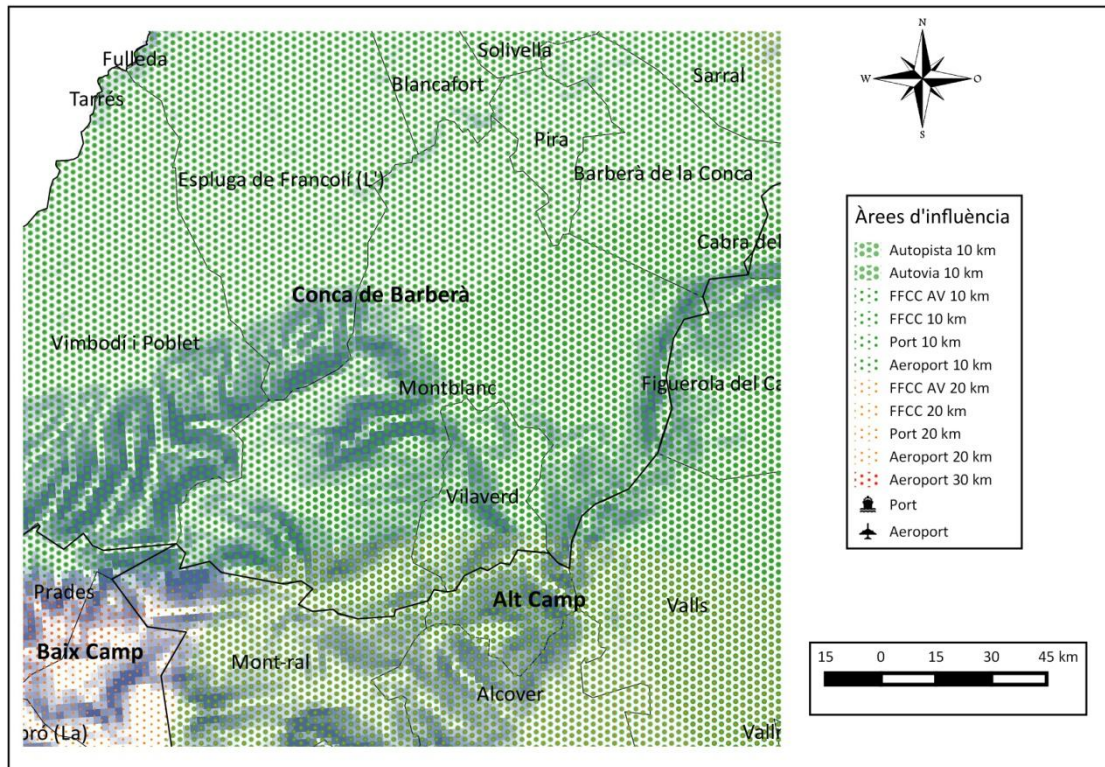 Fulleda
Tarrés
Solivella
Blancafort
Sarral
Pira
Espluga de Francolí (L')
Barberà de la Conca
Cabra del
Conca de Barberà
Vimbodí i Poblet
Montblanc
Figuerola del Ca
Vilaverd
Prades
Alt Camp
Valls
Baix Camp
Mont-ral
Alcover
bró (La)
Vallm
N
W
O
S
Àrees d'influència
Autopista 10 km
Autovia 10 km
FFCC AV 10 km
FFCC 10 km
Port 10 km
Aeroport 10 km
FFCC AV 20 km
FFCC 20 km
Port 20 km
Aeroport 20 km
Aeroport 30 km
Port
Aeroport
15 0 15 30 45 km